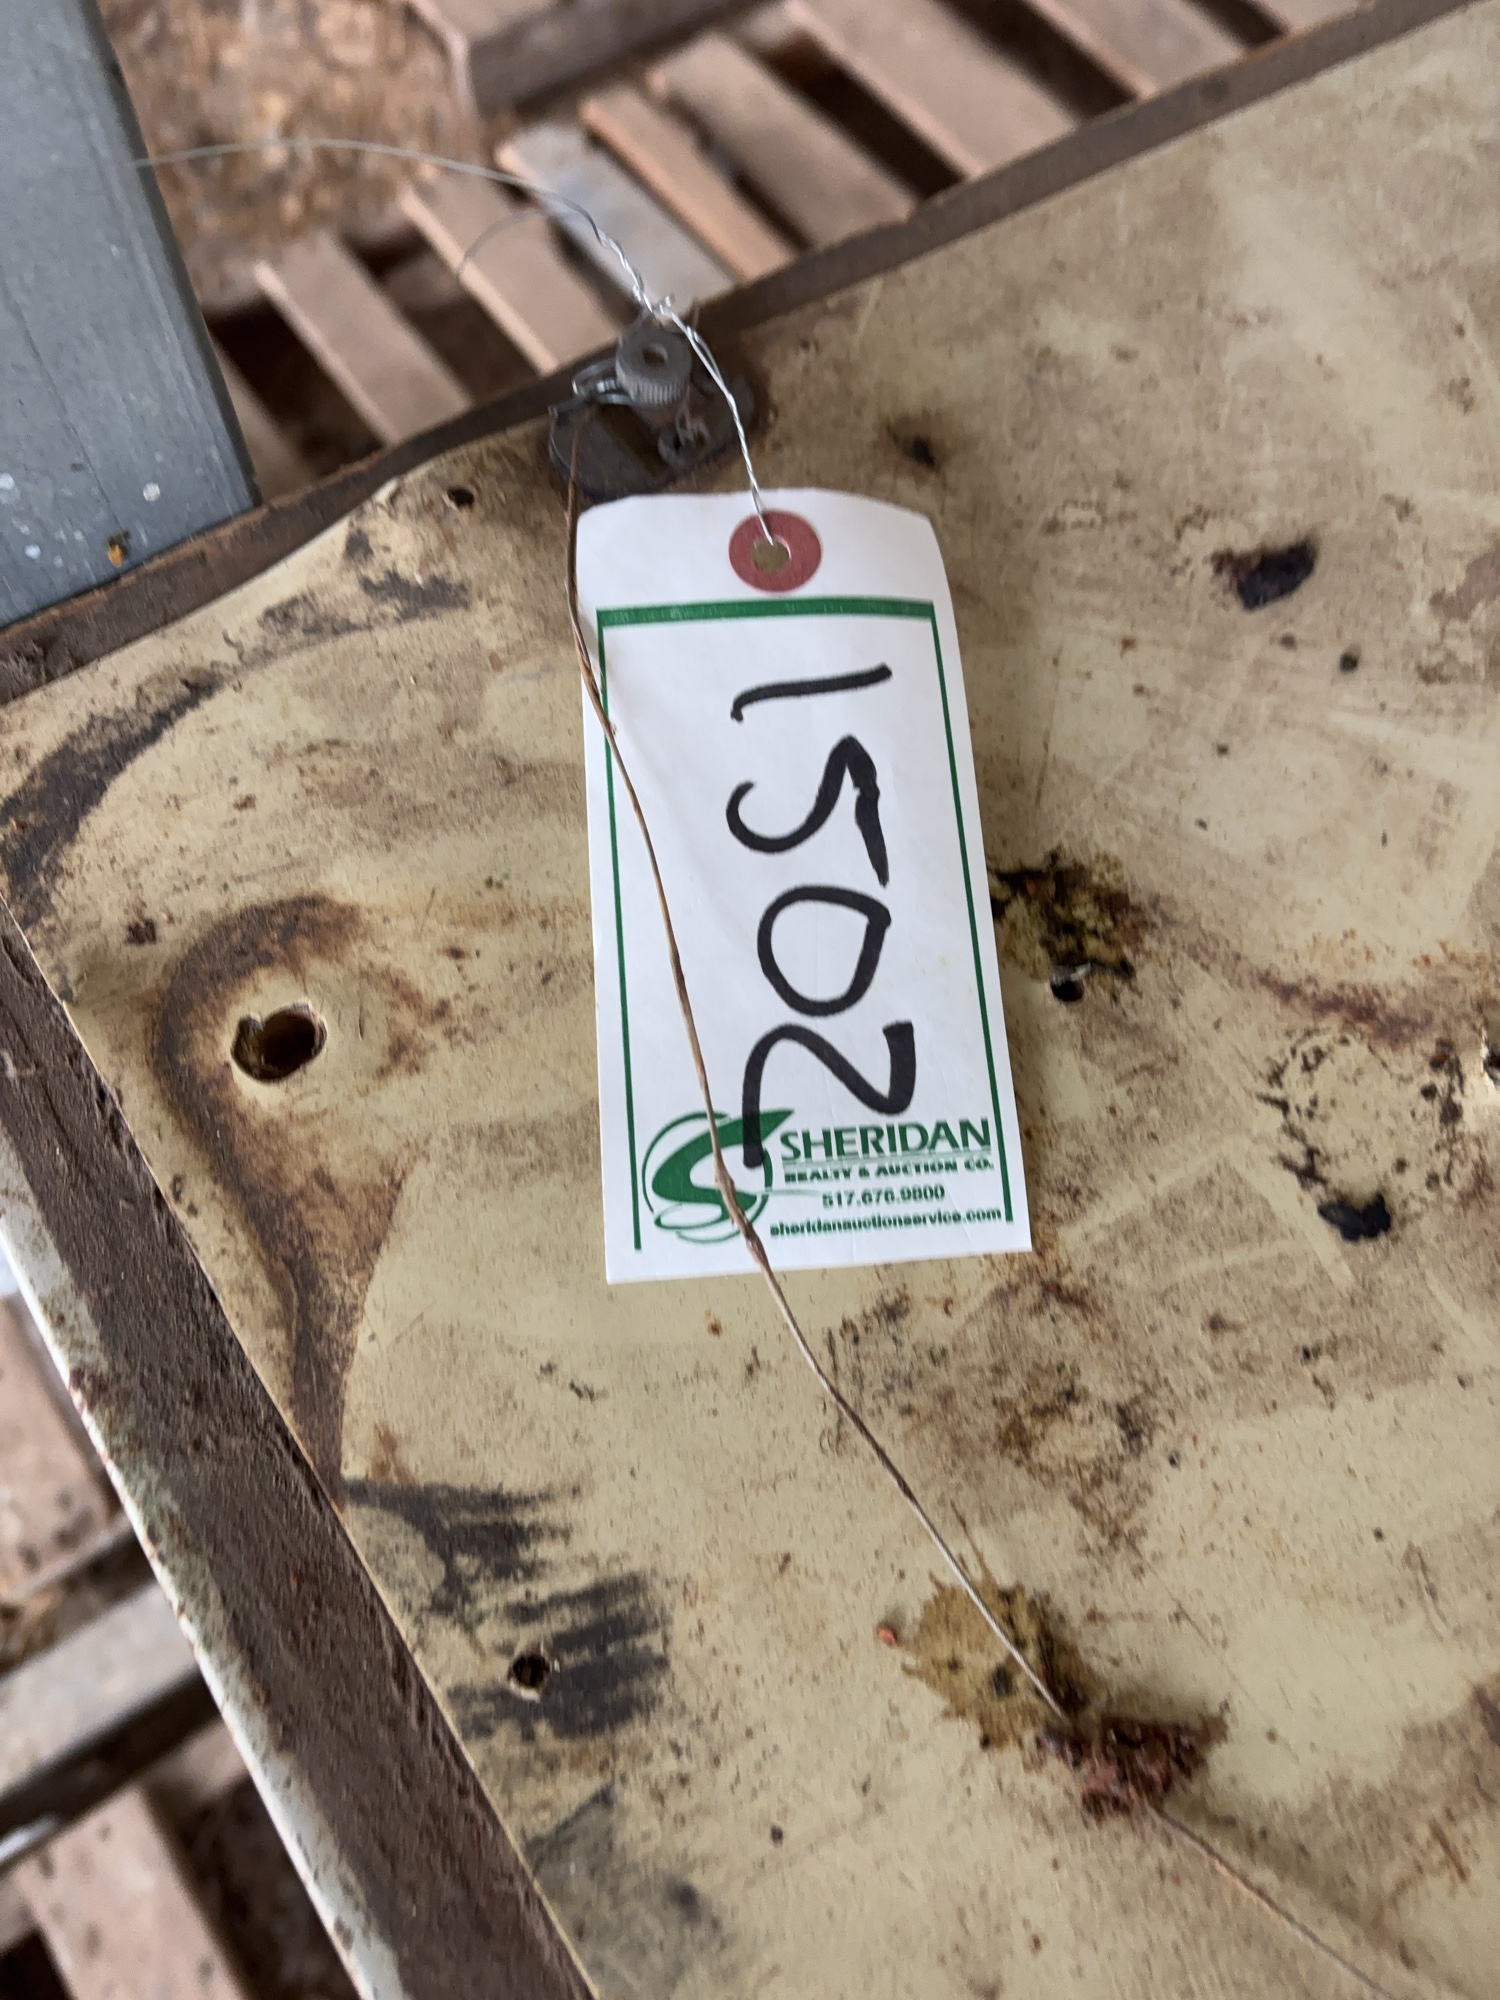 1502
SHERIDAN
REALTY & AUCTION CO.
517.676.9800
sheridanauctionservice.com